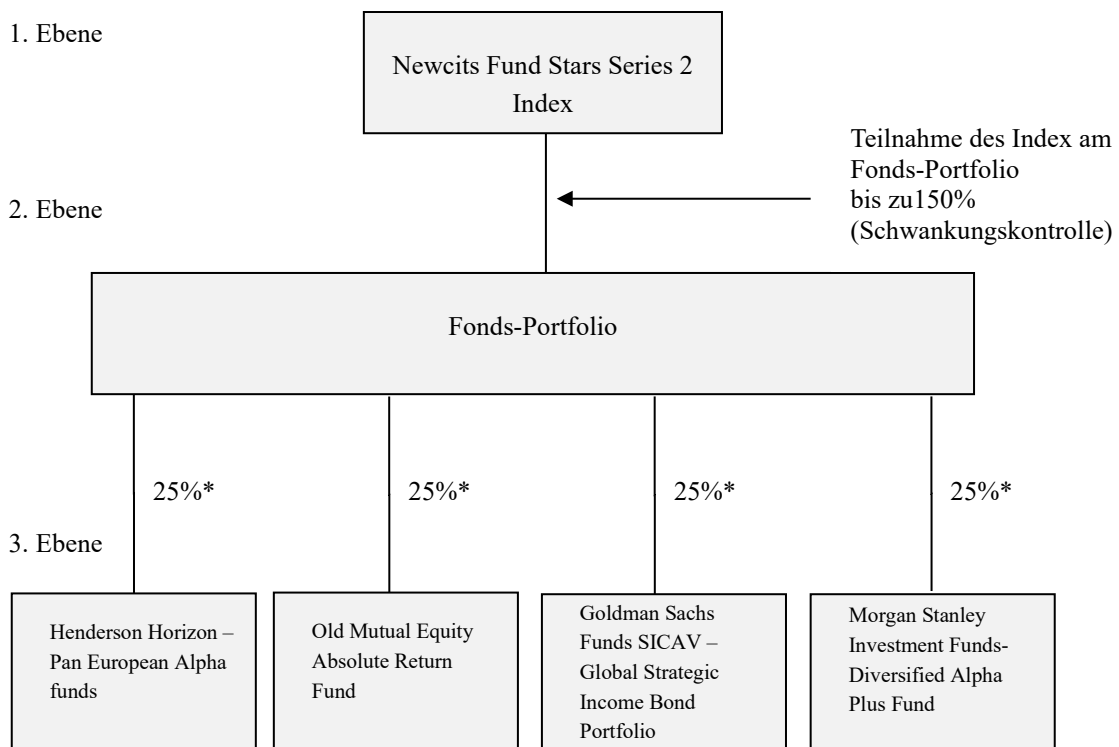 1. Ebene
Newcits Fund Stars Series 2
Index
Teilnahme des Index am
Fonds-Portfolio
bis zu150%
(Schwankungskontrolle)
2. Ebene
Fonds-Portfolio
25%*
25%*
25%*
25%*
3. Ebene
Henderson Horizon –
Pan European Alpha
funds
Old Mutual Equity
Absolute Return
Fund
Goldman Sachs
Funds SICAV –
Global Strategic
Income Bond
Portfolio
Morgan Stanley
Investment Funds-
Diversified Alpha
Plus Fund